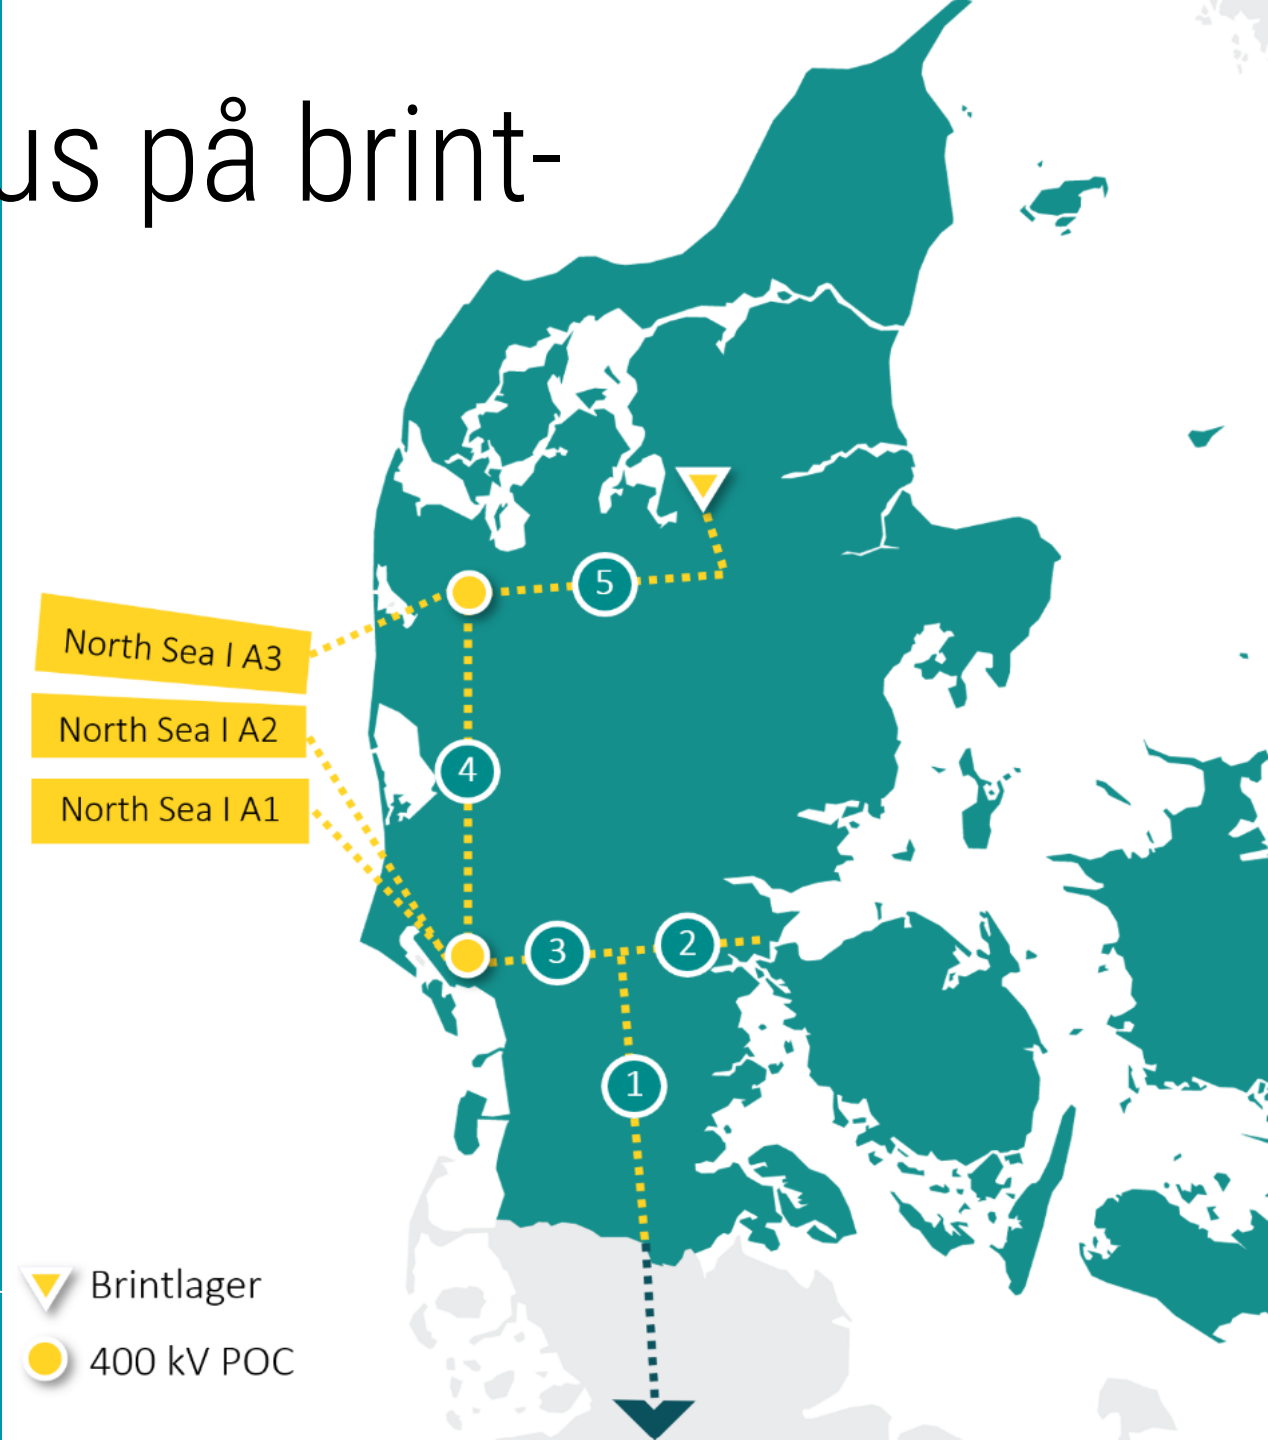 us på brint-
5
North Sea I A3
North Sea I A2
4
North Sea I A1
3
2
1
Brintlager
400 kV POC